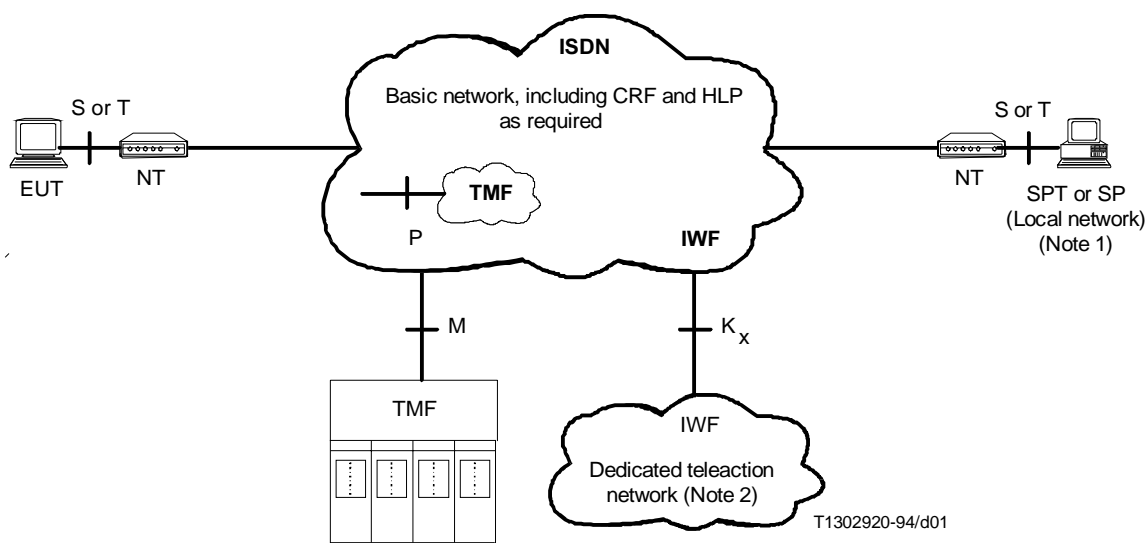 ISDN
Basic network, including CRF and HLP
as required
S or T
EUT
NT
S or T
NT
SPT or SP
(Local network)
(Note 1)
TMF
P
IWF
M
Kx
TMF
IWF
Dedicated teleaction
network (Note 2)
T1302920-94/d01